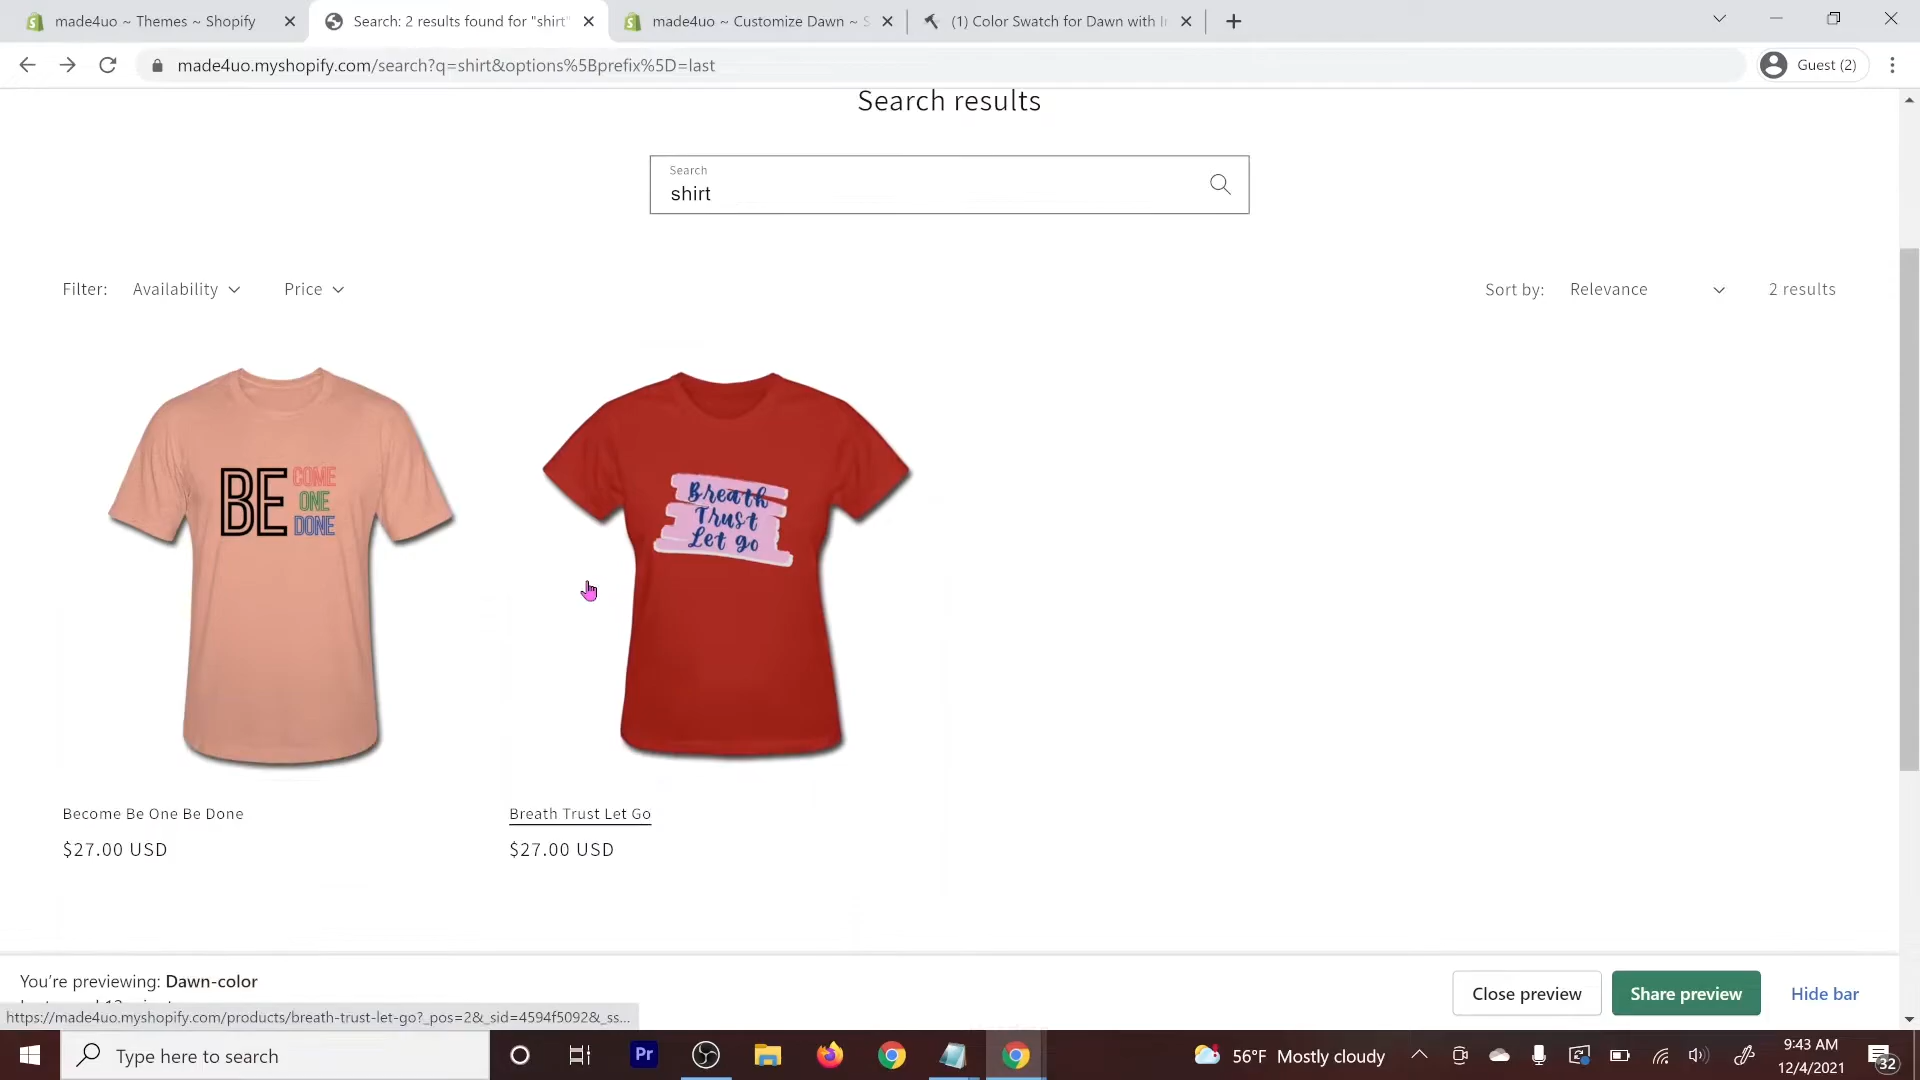 made4uo ~ Themes ~ Shopify
Search: 2 results found for "shirt"
made4uo ~ Customize Dawn ~ S
(1) Color Swatch for Dawn with I
made4uo.myshopify.com/search?q=shirt&options%5Bprefix%5D=last
Guest (2)
Search results
Search
shirt
Filter:
Availability
Price
Sort by:
Relevance
2 results
BE
COME
ONE
DONE
Breath
Trust
Let go
Become Be One Be Done
$27.00 USD
Breath Trust Let Go
$27.00 USD
You're previewing: Dawn-color
Close preview
Share preview
Hide bar
https://made4uo.myshopify.com/products/breath-trust-let-go?_pos=2&_sid=4594f5092&_ss...
Type here to search
Pr
56°F Mostly cloudy
9:43 AM
12/4/2021
32